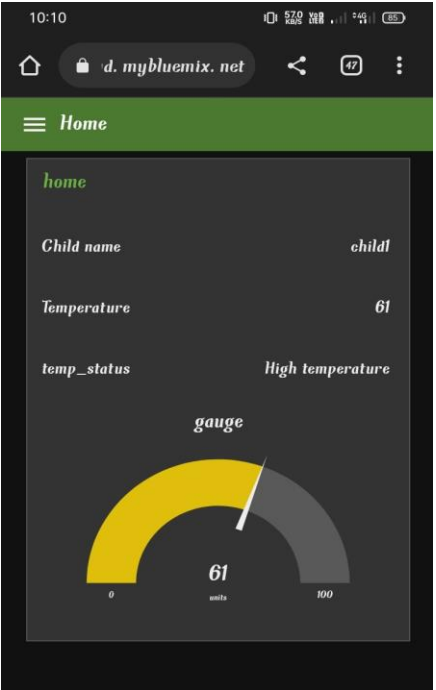 10:10 57.0 KB/S 4G 85
d. mybluemix. net 47
Home
home
Child name child1
Temperature 61
temp_status High temperature
gauge
61
0 units 100